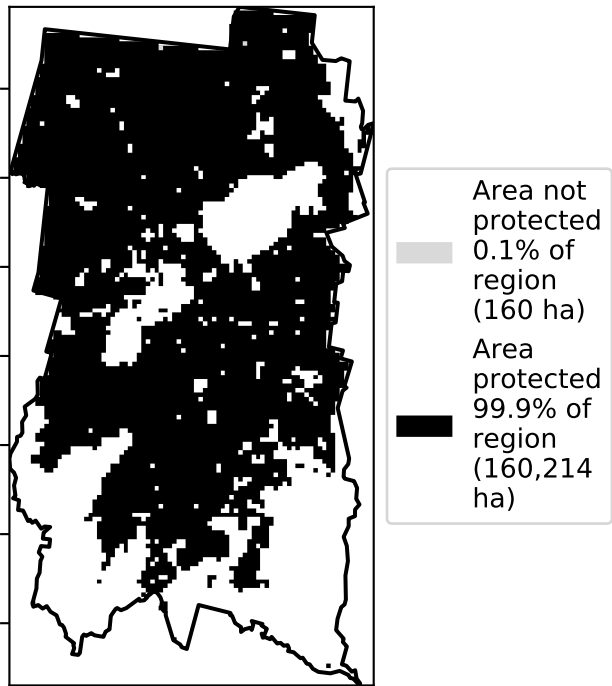 Area not
protected
0.1% of
region
(160 ha)
Area
protected
99.9% of
region
(160,214
ha)